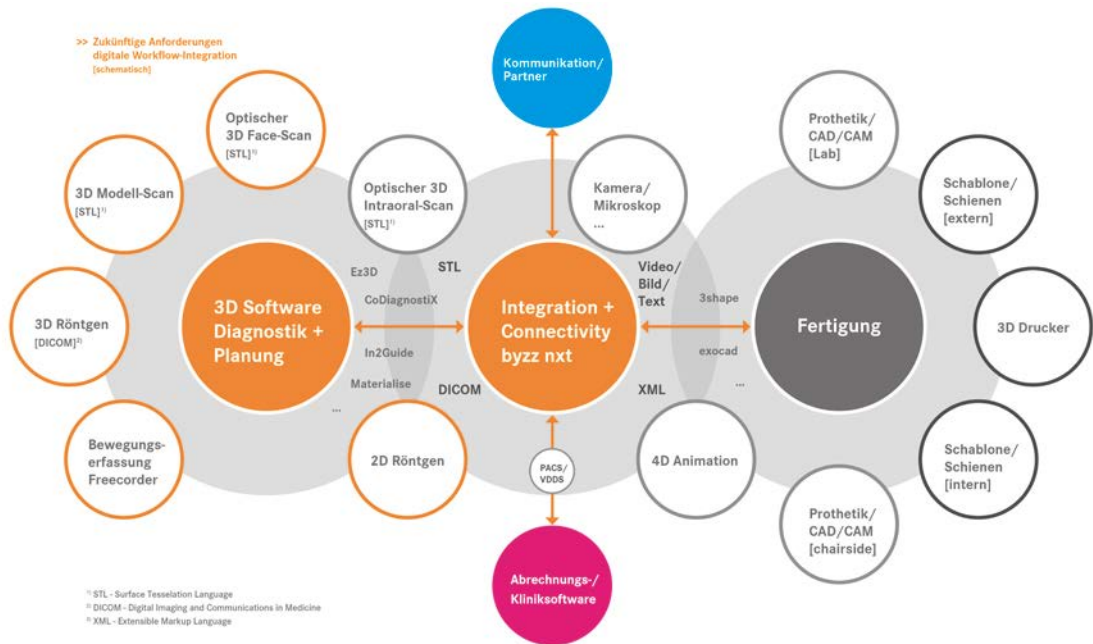 >> Zukünftige Anforderungen
digitale Workflow-Integration
[schematisch]
Kommunikation/
Partner
Optischer
3D Face-Scan
[STL]¹⁾
Prothetik/
CAD/CAM
[Lab]
3D Modell-Scan
[STL]¹⁾
Optischer 3D
Intraoral-Scan
[STL]¹⁾
Kamera/
Mikroskop
...
Schablone/
Schienen
[extern]
3D Röntgen
[DICOM]²⁾
3D Software
Diagnostik +
Planung
Ez3D
CoDiagnostiX
In2Guide
Materialise
...
STL
DICOM
Integration +
Connectivity
byzz nxt
Video/
Bild/
Text
XML
3shape
exocad
...
Fertigung
3D Drucker
Bewegungs-
erfassung
Freecorder
2D Röntgen
PACS/
VDDS
4D Animation
Schablone/
Schienen
[intern]
Prothetik/
CAD/CAM
[chairside]
Abrechnungs-/
Kliniksoftware
¹⁾ STL - Surface Tesselation Language
²⁾ DICOM - Digital Imaging and Communications in Medicine
³⁾ XML - Extensible Markup Language